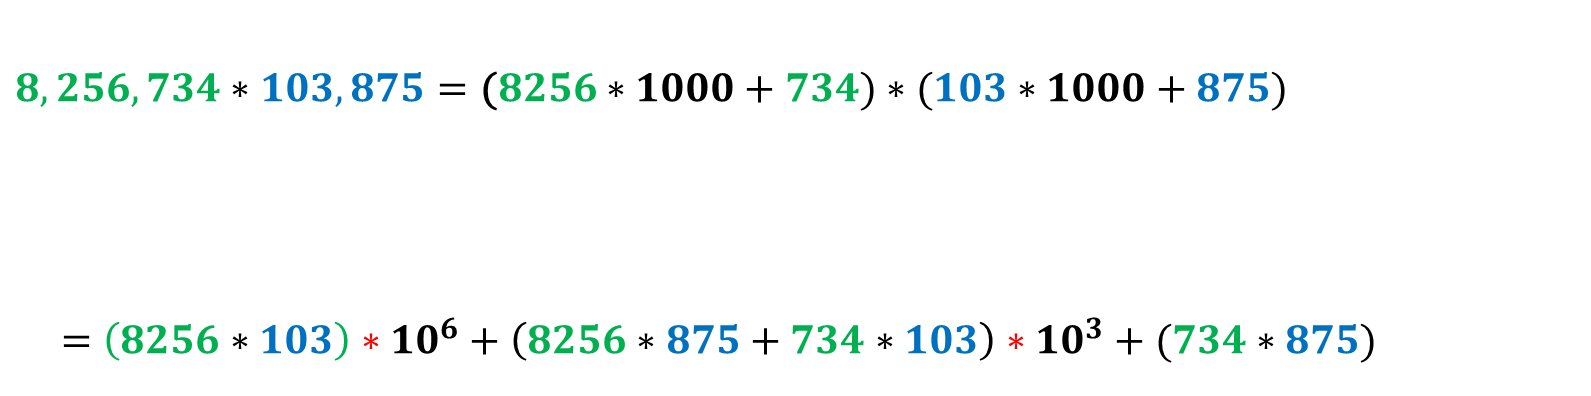 8,256,734 * 103,875 = (8256 * 1000 + 734) * (103 * 1000 + 875)
= (8256 * 103) * 10⁶ + (8256 * 875 + 734 * 103) * 10³ + (734 * 875)